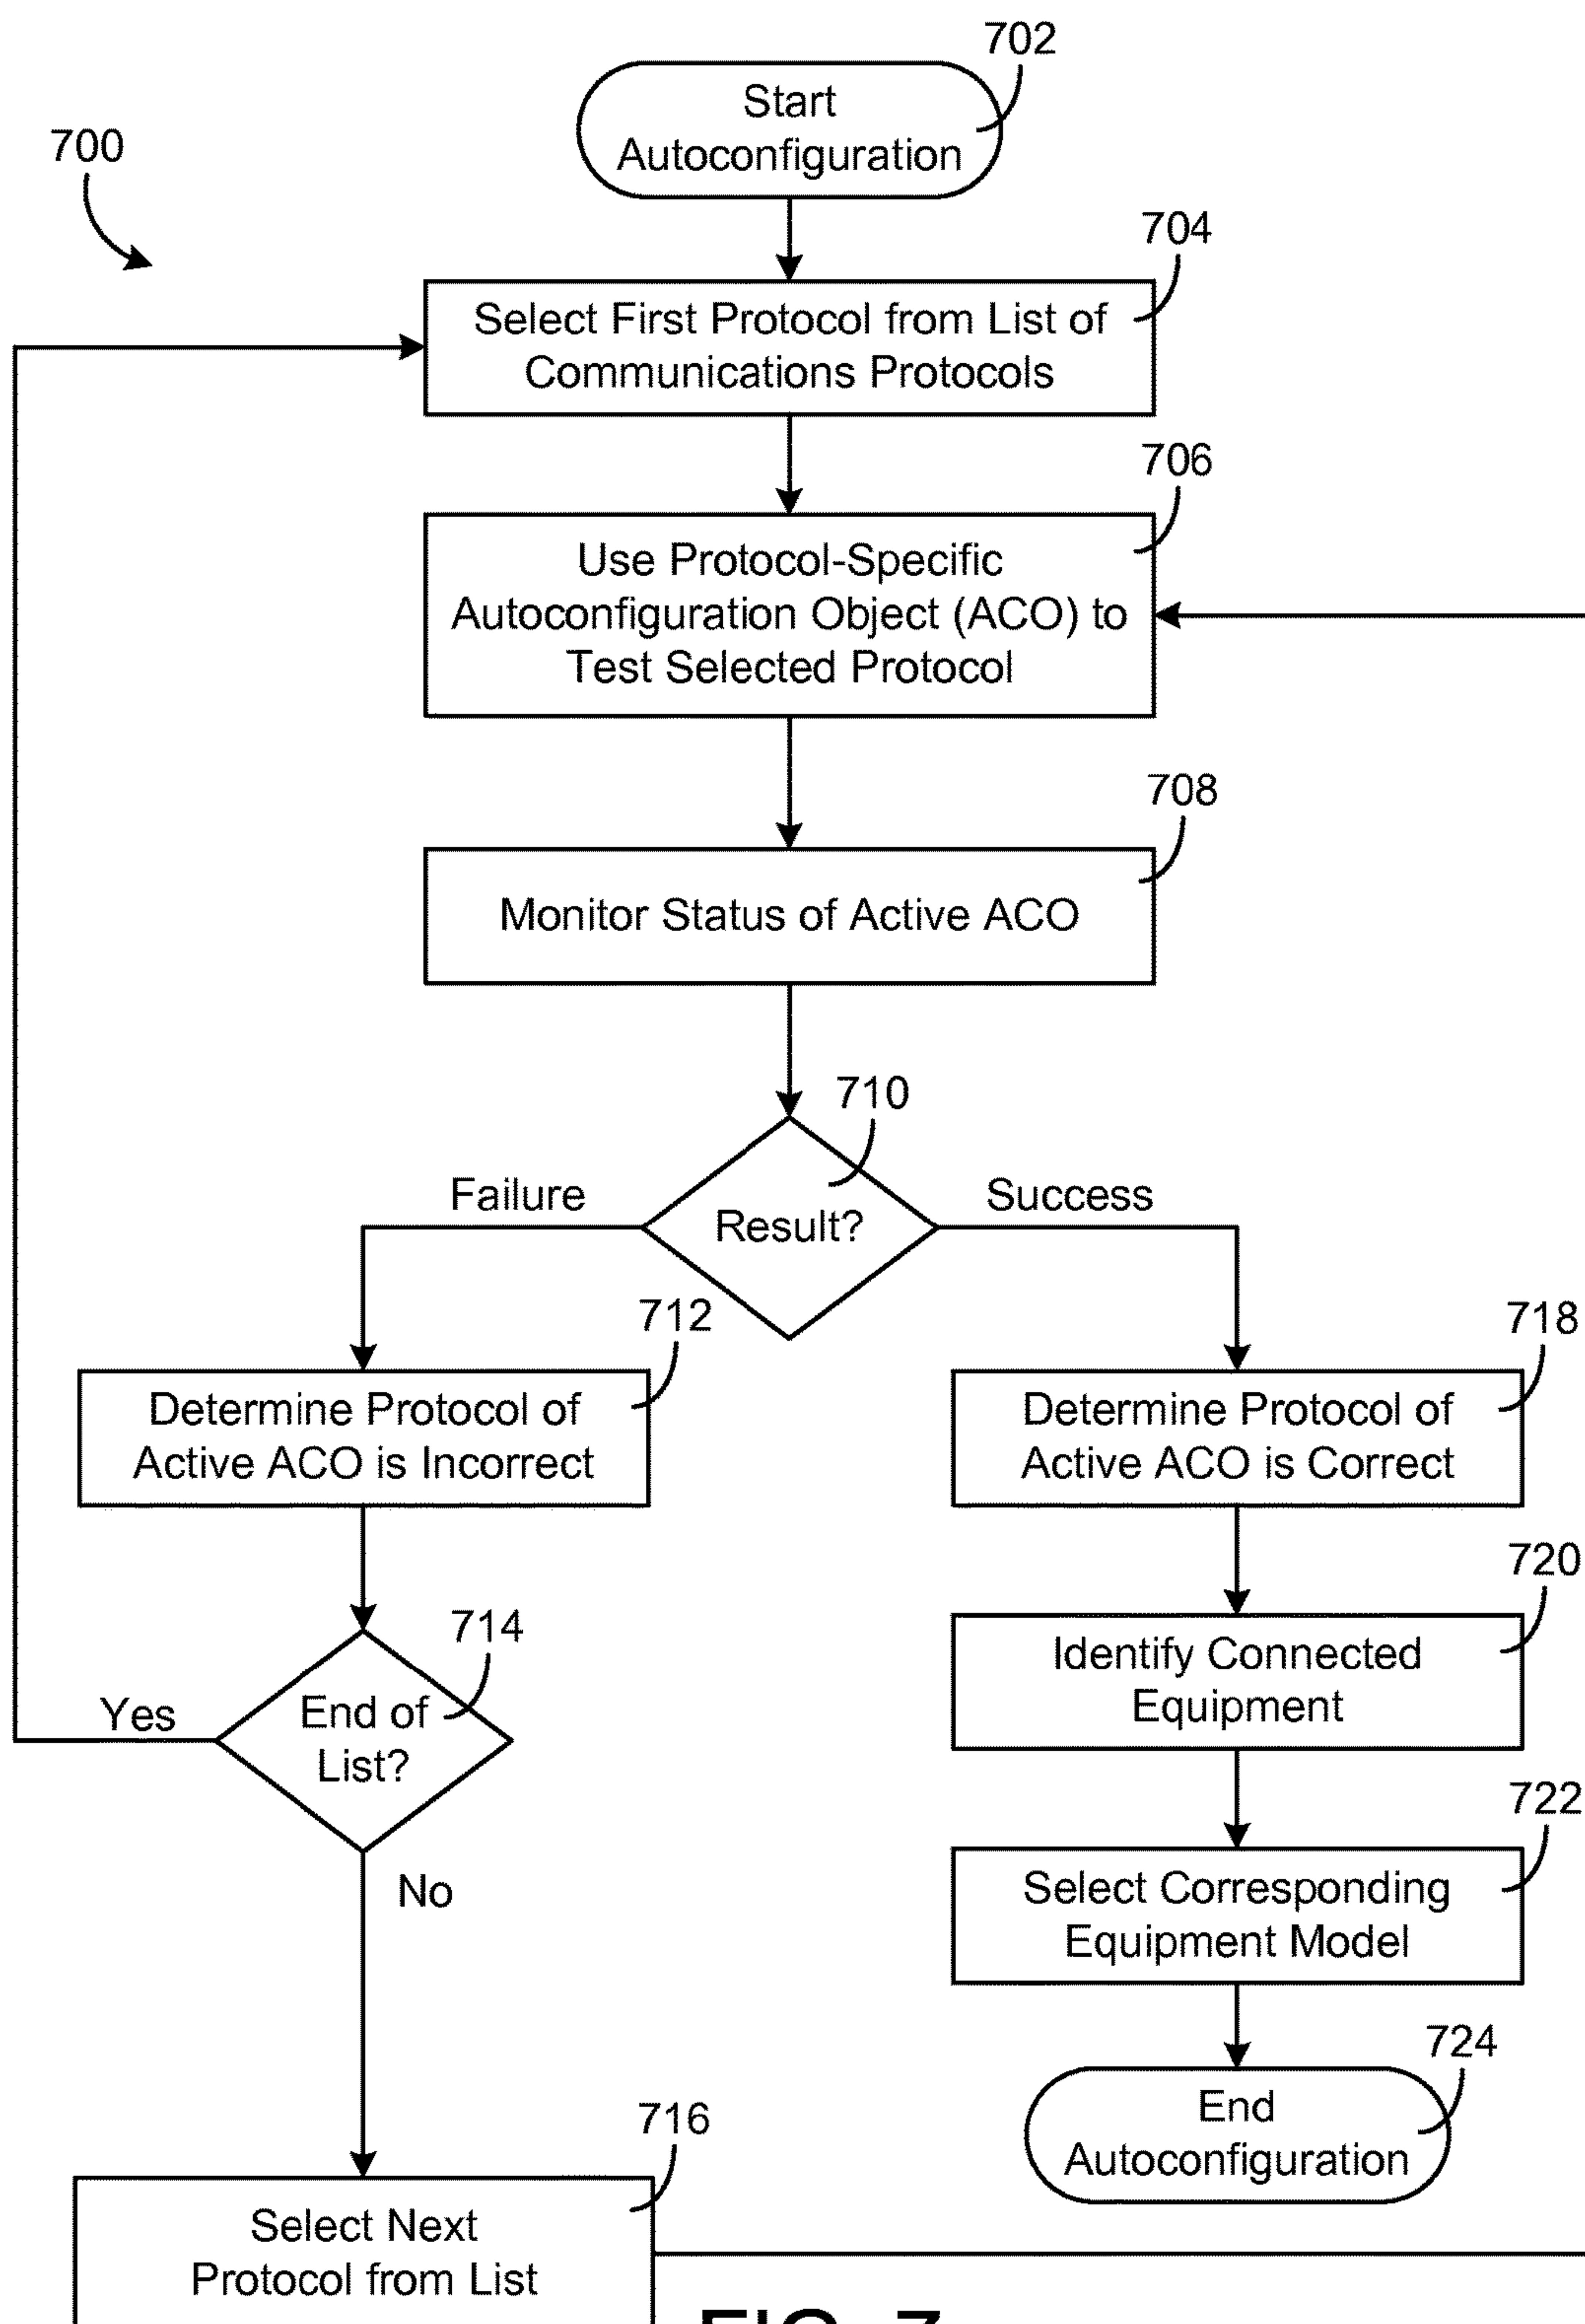 702
Start
Autoconfiguration
700
704
Select First Protocol from List of
Communications Protocols
706
Use Protocol-Specific
Autoconfiguration Object (ACO) to
Test Selected Protocol
708
Monitor Status of Active ACO
710
Failure
Result?
Success
712
Determine Protocol of
Active ACO is Incorrect
718
Determine Protocol of
Active ACO is Correct
714
Yes
End of
List?
No
720
Identify Connected
Equipment
722
Select Corresponding
Equipment Model
724
End
Autoconfiguration
716
Select Next
Protocol from List
FIG. 7